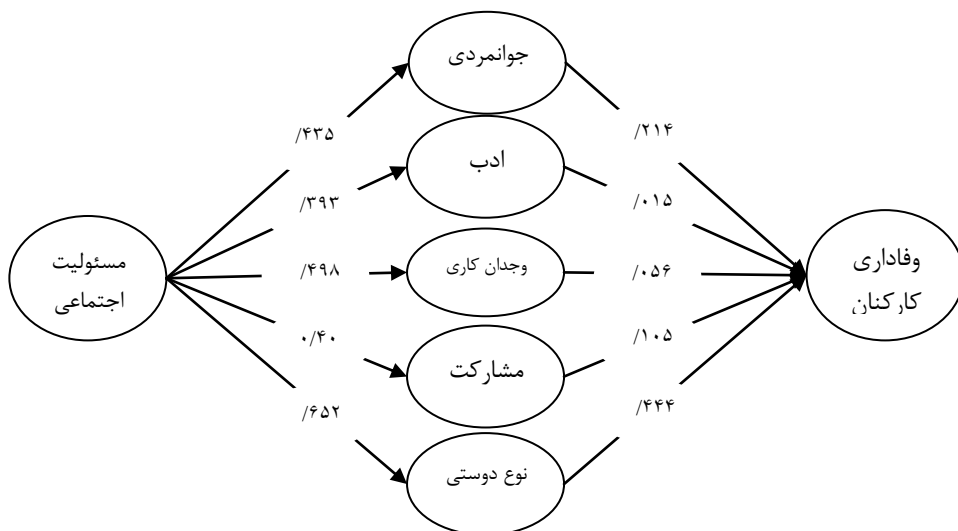 جوانمردی
/۴۳۵
/۲۱۴
ادب
/۳۹۳
/۰۱۵
مسئولیت
اجتماعی
وجدان کاری
/۴۹۸
/۰۵۶
وفاداری
کارکنان
۰/۴۰
/۱۰۵
مشارکت
/۶۵۲
/۴۴۴
نوع دوستی